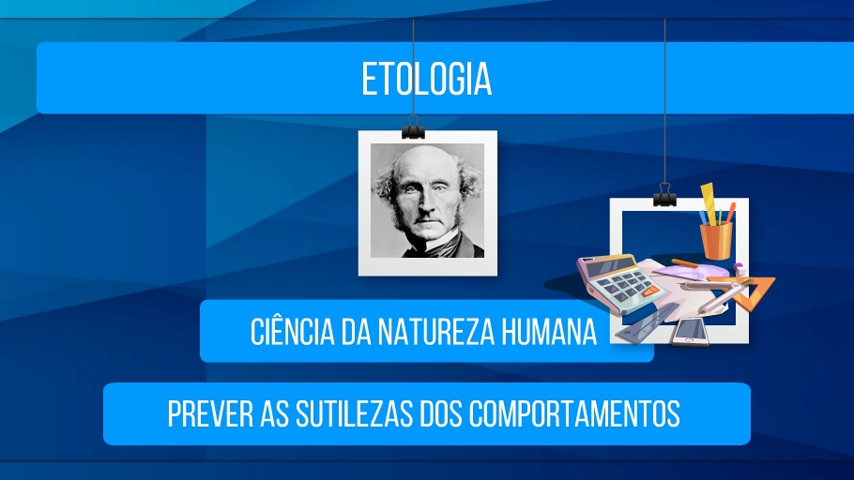 ETOLOGIA
CIÊNCIA DA NATUREZA HUMANA
PREVER AS SUTILEZAS DOS COMPORTAMENTOS